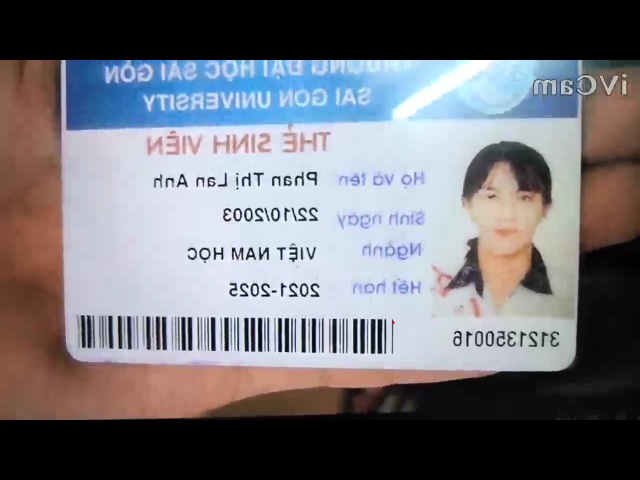 iVCam
TRƯỜNG ĐẠI HỌC SÀI GÒN
SAI GON UNIVERSITY
THẺ SINH VIÊN
Họ và tên Phan Thị Lan Anh
Sinh ngày 22/10/2003
Ngành VIỆT NAM HỌC
Hết hạn 2021-2025
3121350016